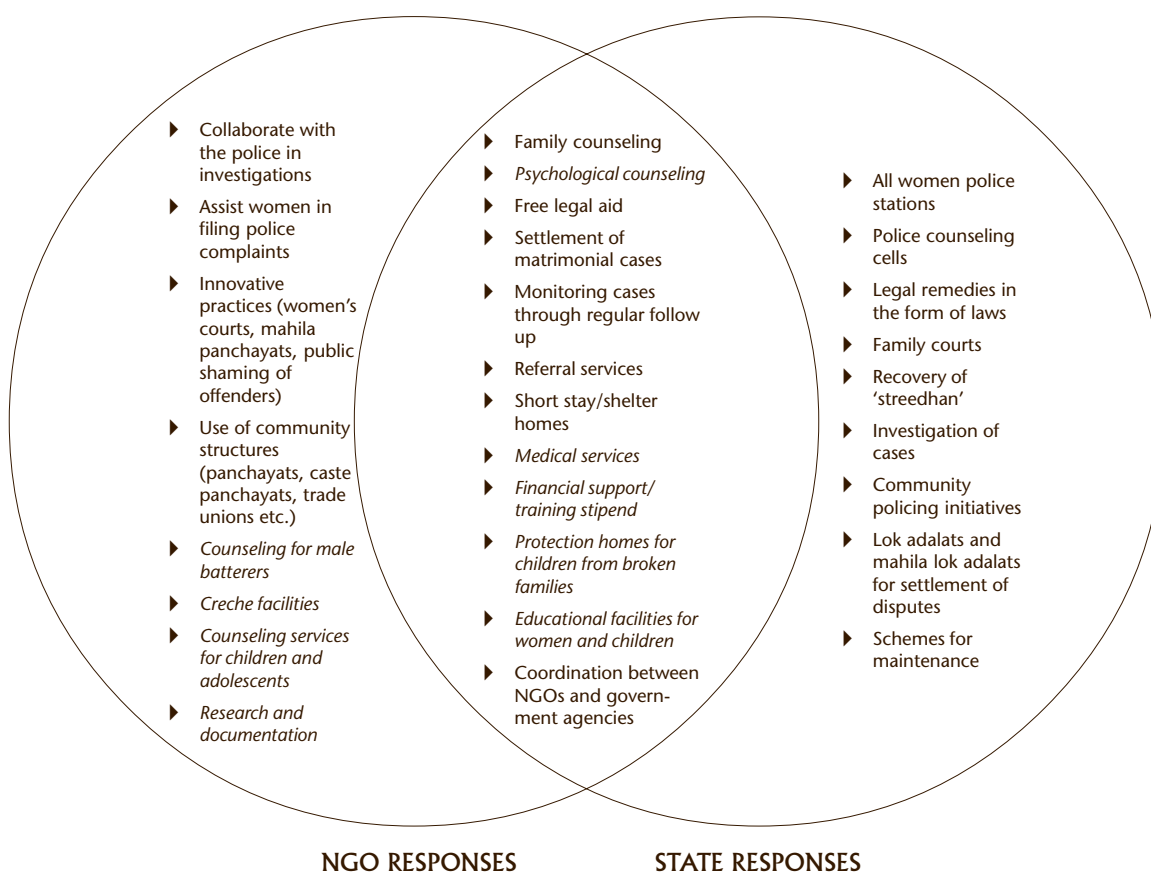 Collaborate with
the police in
investigations
Assist women in
filing police
complaints
Innovative
practices (women's
courts, mahila
panchayats, public
shaming of
offenders)
Use of community
structures
(panchayats, caste
panchayats, trade
unions etc.)
Counseling for male
batterers
Creche facilities
Counseling services
for children and
adolescents
Research and
documentation
Family counseling
Psychological counseling
Free legal aid
Settlement of
matrimonial cases
Monitoring cases
through regular follow
up
Referral services
Short stay/shelter
homes
Medical services
Financial support/
training stipend
Protection homes for
children from broken
families
Educational facilities for
women and children
Coordination between
NGOs and govern-
ment agencies
All women police
stations
Police counseling
cells
Legal remedies in
the form of laws
Family courts
Recovery of
‘streedhan’
Investigation of
cases
Community
policing initiatives
Lok adalats and
mahila lok adalats
for settlement of
disputes
Schemes for
maintenance
NGO RESPONSES
STATE RESPONSES